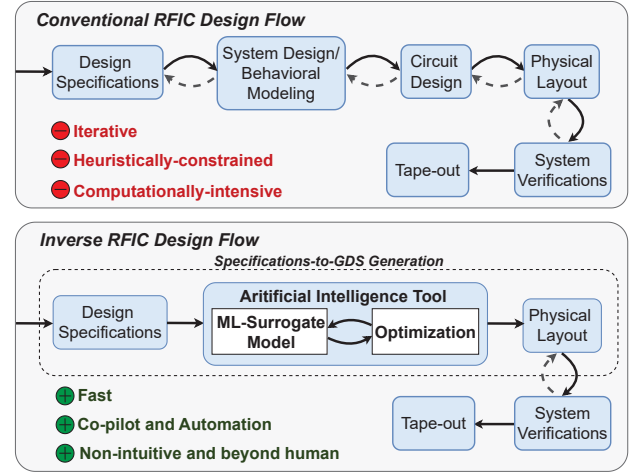 Conventional RFIC Design Flow
Design
Specifications
System Design/
Behavioral
Modeling
Circuit
Design
Physical
Layout
Iterative
Heuristically-constrained
Computationally-intensive
Tape-out
System
Verifications
Inverse RFIC Design Flow
Specifications-to-GDS Generation
Design
Specifications
Aritificial Intelligence Tool
ML-Surrogate
Model
Optimization
Physical
Layout
Fast
Co-pilot and Automation
Non-intuitive and beyond human
Tape-out
System
Verifications